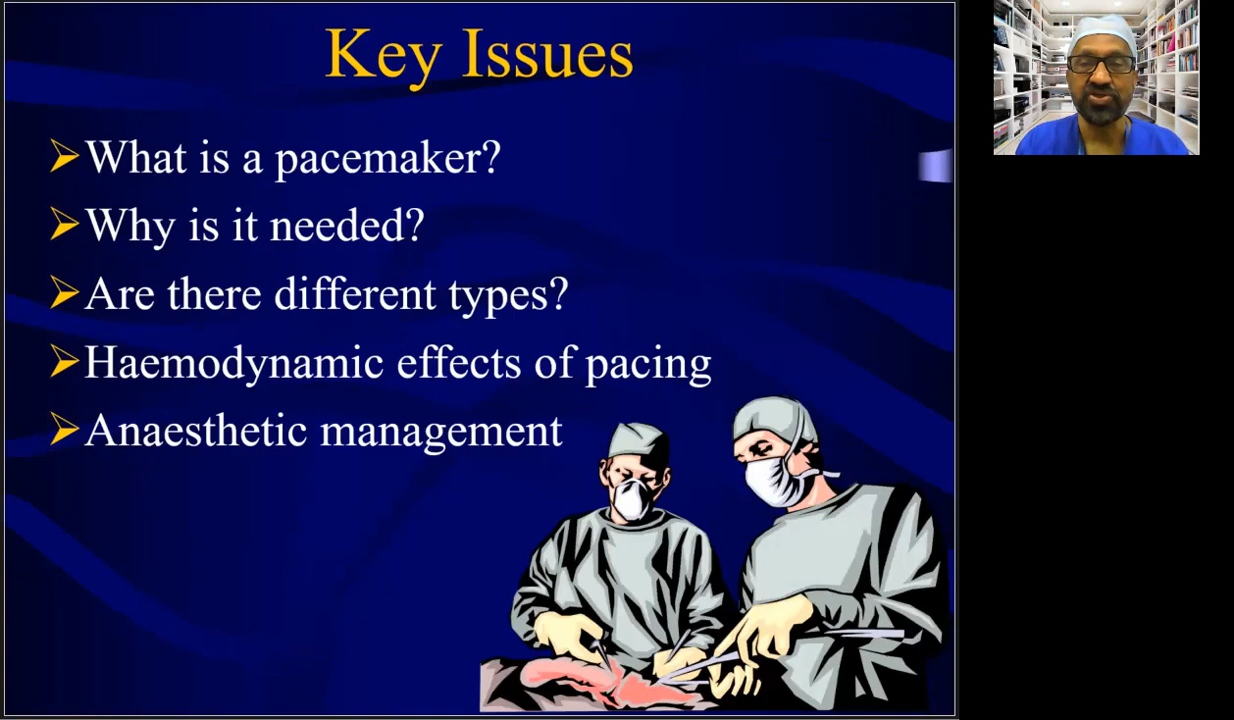 Key Issues
What is a pacemaker?
Why is it needed?
Are there different types?
Haemodynamic effects of pacing
Anaesthetic management